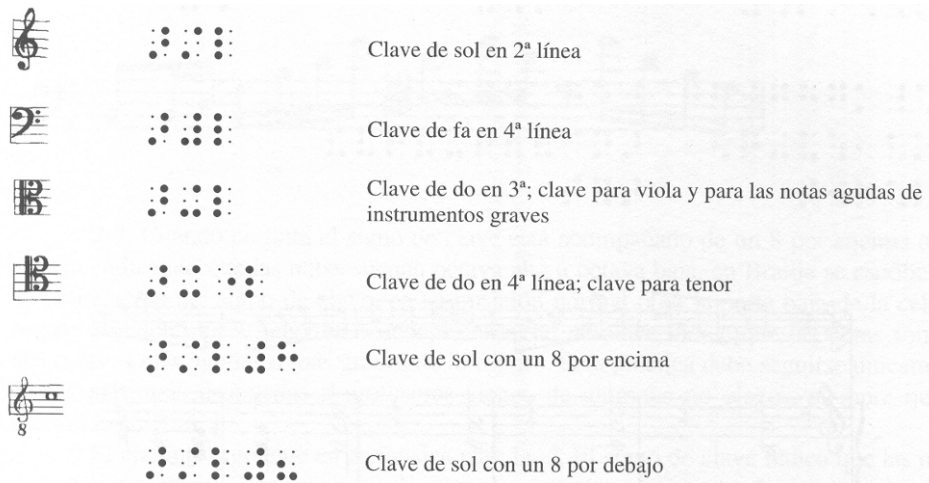 Clave de sol en 2ª línea
Clave de fa en 4ª línea
Clave de do en 3ª; clave para viola y para las notas agudas de
instrumentos graves
Clave de do en 4ª línea; clave para tenor
Clave de sol con un 8 por encima
8
Clave de sol con un 8 por debajo